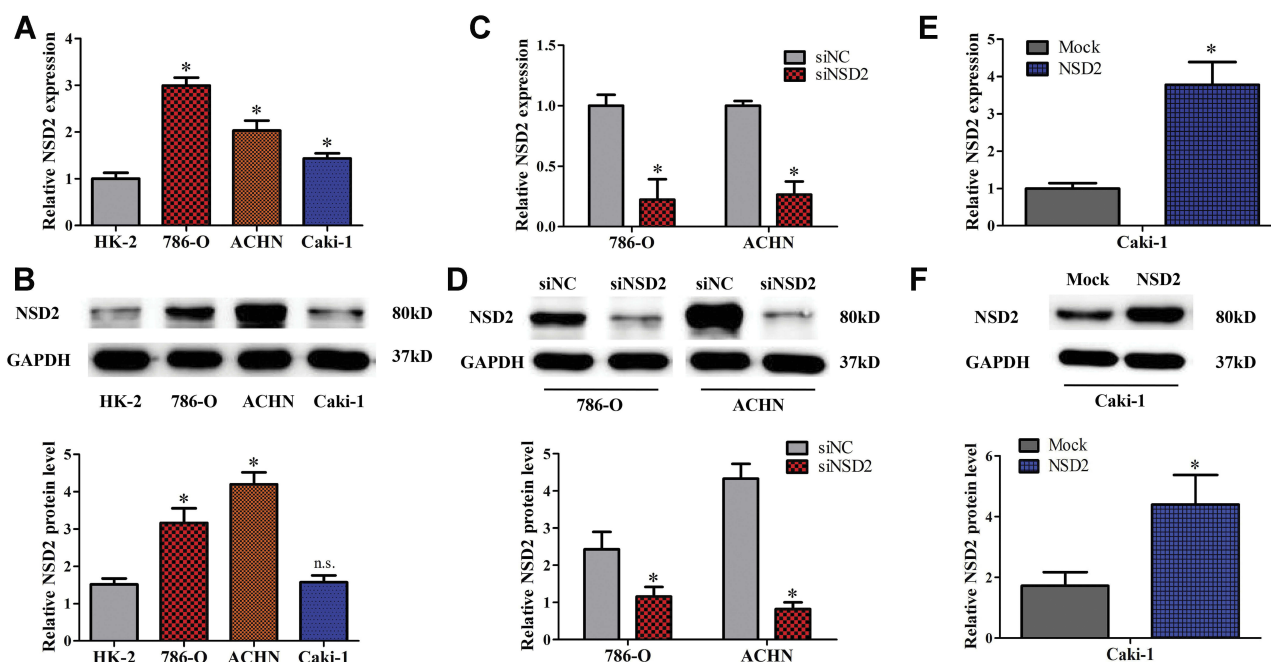 A
Relative NSD2 expression
4
3
2
1
0
*
*
*
HK-2 786-O ACHN Caki-1
B
NSD2 80kD
GAPDH 37kD
HK-2 786-O ACHN Caki-1
Relative NSD2 protein level
5
4
3
2
1
0
*
*
n.s.
HK-2 786-O ACHN Caki-1
C
Relative NSD2 expression
1.5
1.0
0.5
0.0
siNC
siNSD2
*
*
786-O ACHN
D
siNC siNSD2 siNC siNSD2
NSD2 80kD
GAPDH 37kD
786-O ACHN
Relative NSD2 protein level
5
4
3
2
1
0
siNC
siNSD2
*
*
786-O ACHN
E
Relative NSD2 expression
5
4
3
2
1
0
Mock
NSD2
*
Caki-1
F
Mock NSD2
NSD2 80kD
GAPDH 37kD
Caki-1
Relative NSD2 protein level
6
4
2
0
Mock
NSD2
*
Caki-1